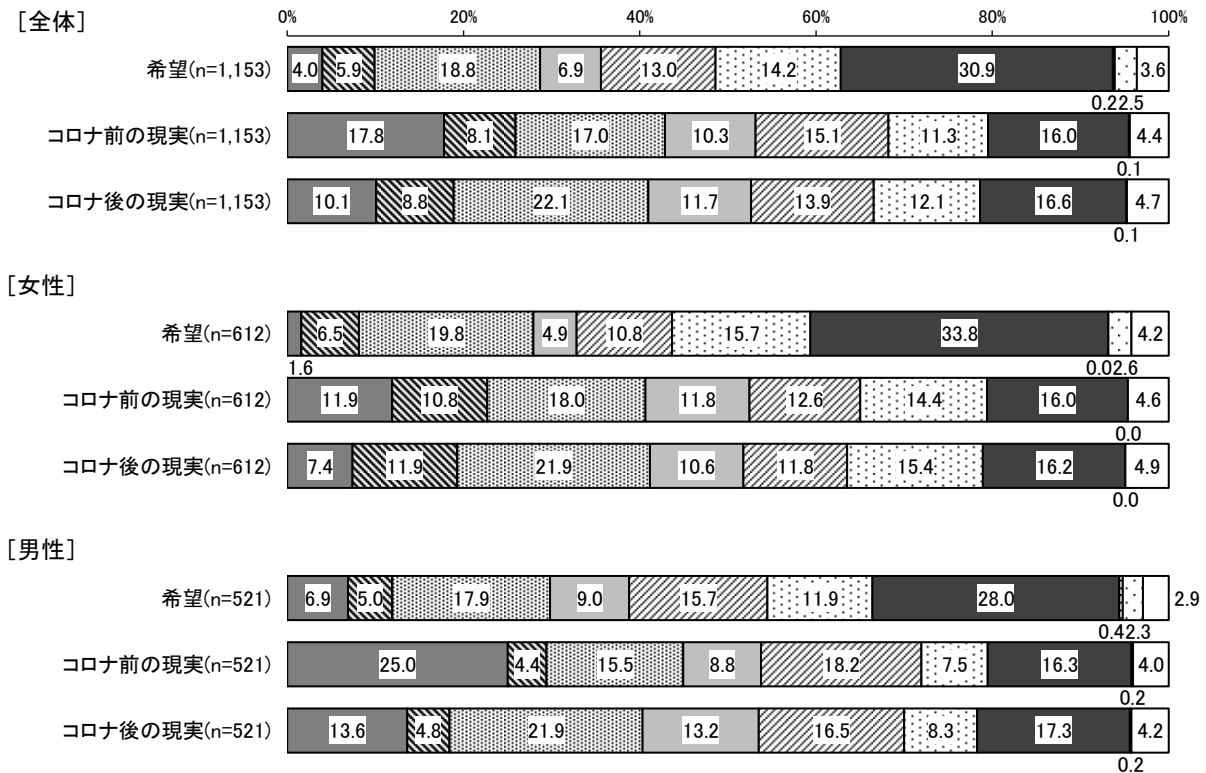 [全体]
0% 20% 40% 60% 80% 100%
希望(n=1,153) 4.0 5.9 18.8 6.9 13.0 14.2 30.9 3.6
0.2 2.5
コロナ前の現実(n=1,153) 17.8 8.1 17.0 10.3 15.1 11.3 16.0 4.4
0.1
コロナ後の現実(n=1,153) 10.1 8.8 22.1 11.7 13.9 12.1 16.6 4.7
0.1
[女性]
希望(n=612) 6.5 19.8 4.9 10.8 15.7 33.8 4.2
1.6 0.0 2.6
コロナ前の現実(n=612) 11.9 10.8 18.0 11.8 12.6 14.4 16.0 4.6
0.0
コロナ後の現実(n=612) 7.4 11.9 21.9 10.6 11.8 15.4 16.2 4.9
0.0
[男性]
希望(n=521) 6.9 5.0 17.9 9.0 15.7 11.9 28.0 2.9
0.4 2.3
コロナ前の現実(n=521) 25.0 4.4 15.5 8.8 18.2 7.5 16.3 4.0
0.2
コロナ後の現実(n=521) 13.6 4.8 21.9 13.2 16.5 8.3 17.3 4.2
0.2